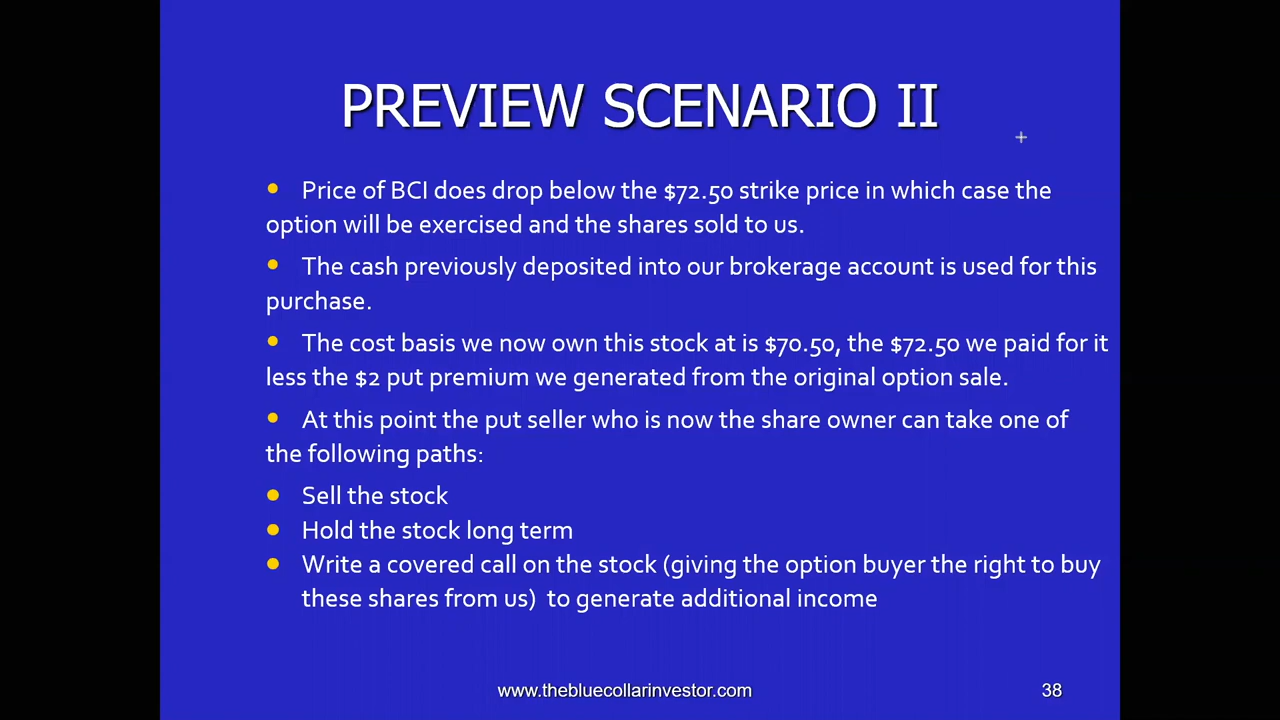 PREVIEW SCENARIO II
• Price of BCI does drop below the $72.50 strike price in which case the
option will be exercised and the shares sold to us.
• The cash previously deposited into our brokerage account is used for this
purchase.
• The cost basis we now own this stock at is $70.50, the $72.50 we paid for it
less the $2 put premium we generated from the original option sale.
• At this point the put seller who is now the share owner can take one of
the following paths:
• Sell the stock
• Hold the stock long term
• Write a covered call on the stock (giving the option buyer the right to buy
these shares from us) to generate additional income
www.thebluecollarinvestor.com
38